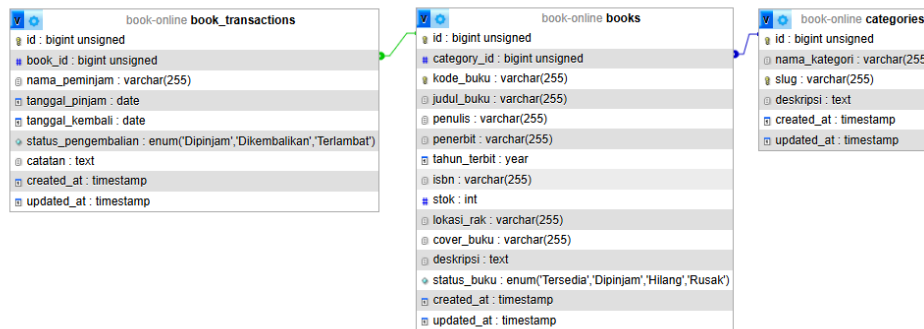 book-online book_transactions
id : bigint unsigned
book_id : bigint unsigned
nama_peminjam : varchar(255)
tanggal_pinjam : date
tanggal_kembali : date
status_pengembalian : enum('Dipinjam','Dikembalikan','Terlambat')
catatan : text
created_at : timestamp
updated_at : timestamp
book-online books
id : bigint unsigned
category_id : bigint unsigned
kode_buku : varchar(255)
judul_buku : varchar(255)
penulis : varchar(255)
penerbit : varchar(255)
tahun_terbit : year
isbn : varchar(255)
stok : int
lokasi_rak : varchar(255)
cover_buku : varchar(255)
deskripsi : text
status_buku : enum('Tersedia','Dipinjam','Hilang','Rusak')
created_at : timestamp
updated_at : timestamp
book-online categories
id : bigint unsigned
nama_kategori : varchar(255
slug : varchar(255)
deskripsi : text
created_at : timestamp
updated_at : timestamp